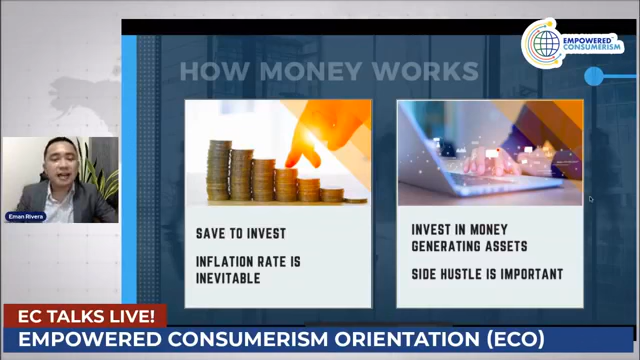 EMPOWERED
CONSUMERISM
HOW MONEY WORKS
SAVE TO INVEST
INFLATION RATE IS
INEVITABLE
INVEST IN MONEY
GENERATING ASSETS
SIDE HUSTLE IS IMPORTANT
Eman Rivera
EC TALKS LIVE!
EMPOWERED CONSUMERISM ORIENTATION (ECO)